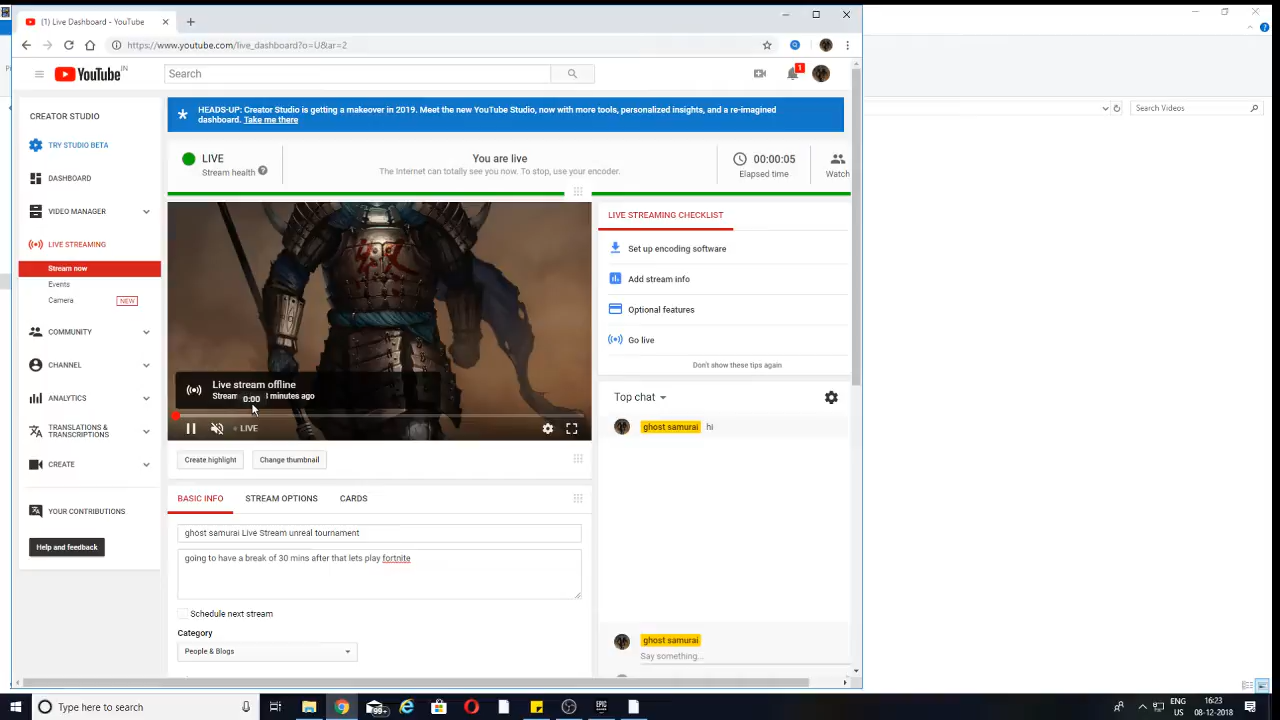 (1) Live Dashboard - YouTube
https://www.youtube.com/live_dashboard?o=U&ar=2
YouTube IN
Search
1
Search Videos
CREATOR STUDIO
TRY STUDIO BETA
DASHBOARD
VIDEO MANAGER
LIVE STREAMING
Stream now
Events
Camera NEW
COMMUNITY
CHANNEL
ANALYTICS
TRANSLATIONS &
TRANSCRIPTIONS
CREATE
YOUR CONTRIBUTIONS
Help and feedback
HEADS-UP: Creator Studio is getting a makeover in 2019. Meet the new YouTube Studio, now with more tools, personalized insights, and a re-imagined
dashboard. Take me there
LIVE
Stream health ?
You are live
The Internet can totally see you now. To stop, use your encoder.
00:00:05
Elapsed time
Watch
Live stream offline
Stream 0:00 minutes ago
LIVE
Create highlight
Change thumbnail
BASIC INFO STREAM OPTIONS CARDS
ghost samurai Live Stream unreal tournament
going to have a break of 30 mins after that lets play fortnite
Schedule next stream
Category
People & Blogs
LIVE STREAMING CHECKLIST
Set up encoding software
Add stream info
Optional features
Go live
Don't show these tips again
Top chat
ghost samurai hi
ghost samurai
Say something...
Type here to search
99+
EPIC
ENG
US
16:23
08-12-2018